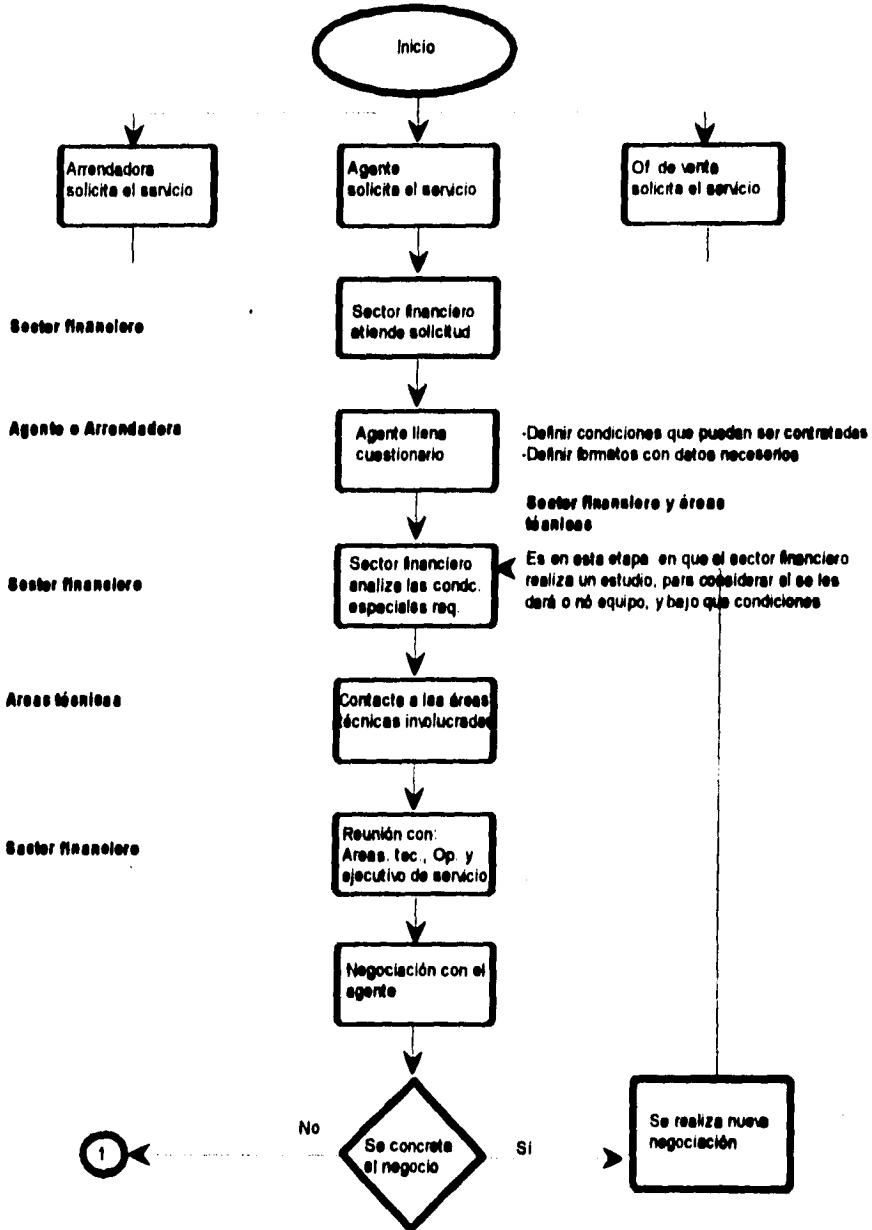 Inicio
Arrendadora
solicita el servicio
Agente
solicita el servicio
Of de venta
solicita el servicio
Sector financiero
Sector financiero
atiende solicitud
Agente o Arrendadora
Agente llena
cuestionario
-Definir condiciones que puedan ser contratadas
-Definir formatos con datos necesarios
Sector financiero y áreas
técnicas
Sector financiero
Sector financiero
analiza las condc.
especiales req.
Es en esta etapa en que el sector financiero
realiza un estudio, para considerar si se les
dará o nó equipo, y bajo que condiciones
Areas técnicas
Contacte a las áreas
técnicas involucradas
Sector financiero
Reunión con:
Areas. tec., Op. y
ejecutivo de servicio
Negociación con el
agente
No
Se concreta
el negocio
Sí
Se realiza nueva
negociación
1